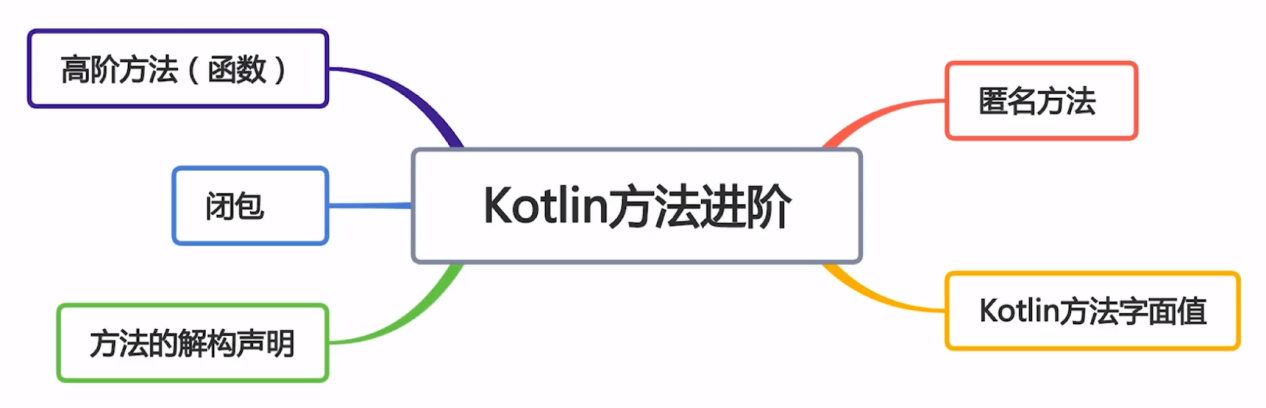 高阶方法（函数）
闭包
方法的解构声明
Kotlin方法进阶
匿名方法
Kotlin方法字面值